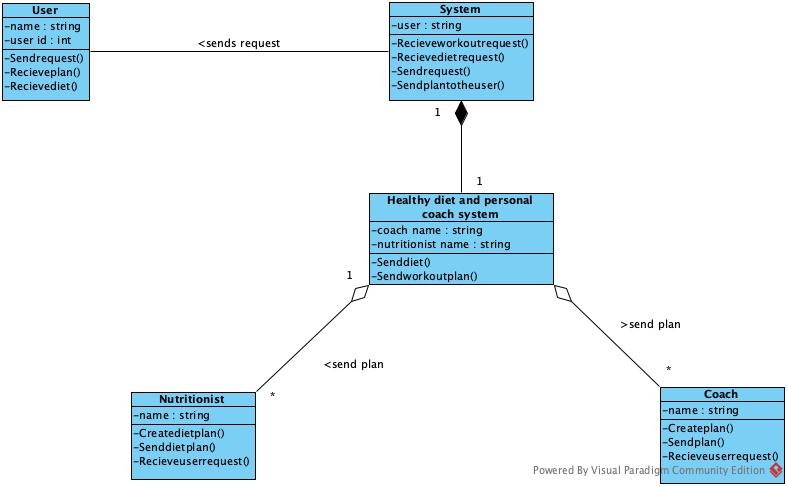 User
-name : string
-user id : int
-Sendrequest()
-Recieveplan()
-Recievediet()
<sends request
System
-user : string
-Recieveworkoutrequest()
-Recievedietrequest()
-Sendrequest()
-Sendplantotheuser()
1
1
Healthy diet and personal
coach system
-coach name : string
-nutritionist name : string
-Senddiet()
-Sendworkoutplan()
1
<send plan
*
>send plan
*
Nutritionist
-name : string
-Createdietplan()
-Senddietplan()
-Recieveuserrequest()
Coach
-name : string
-Createplan()
-Sendplan()
-Recieveuserrequest()
Powered By Visual Paradigm Community Edition